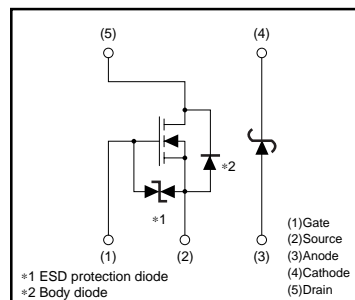 (5) (4)
∗2
∗1
(1) (2) (3)
(1)Gate
(2)Source
(3)Anode
(4)Cathode
(5)Drain
∗1 ESD protection diode
∗2 Body diode